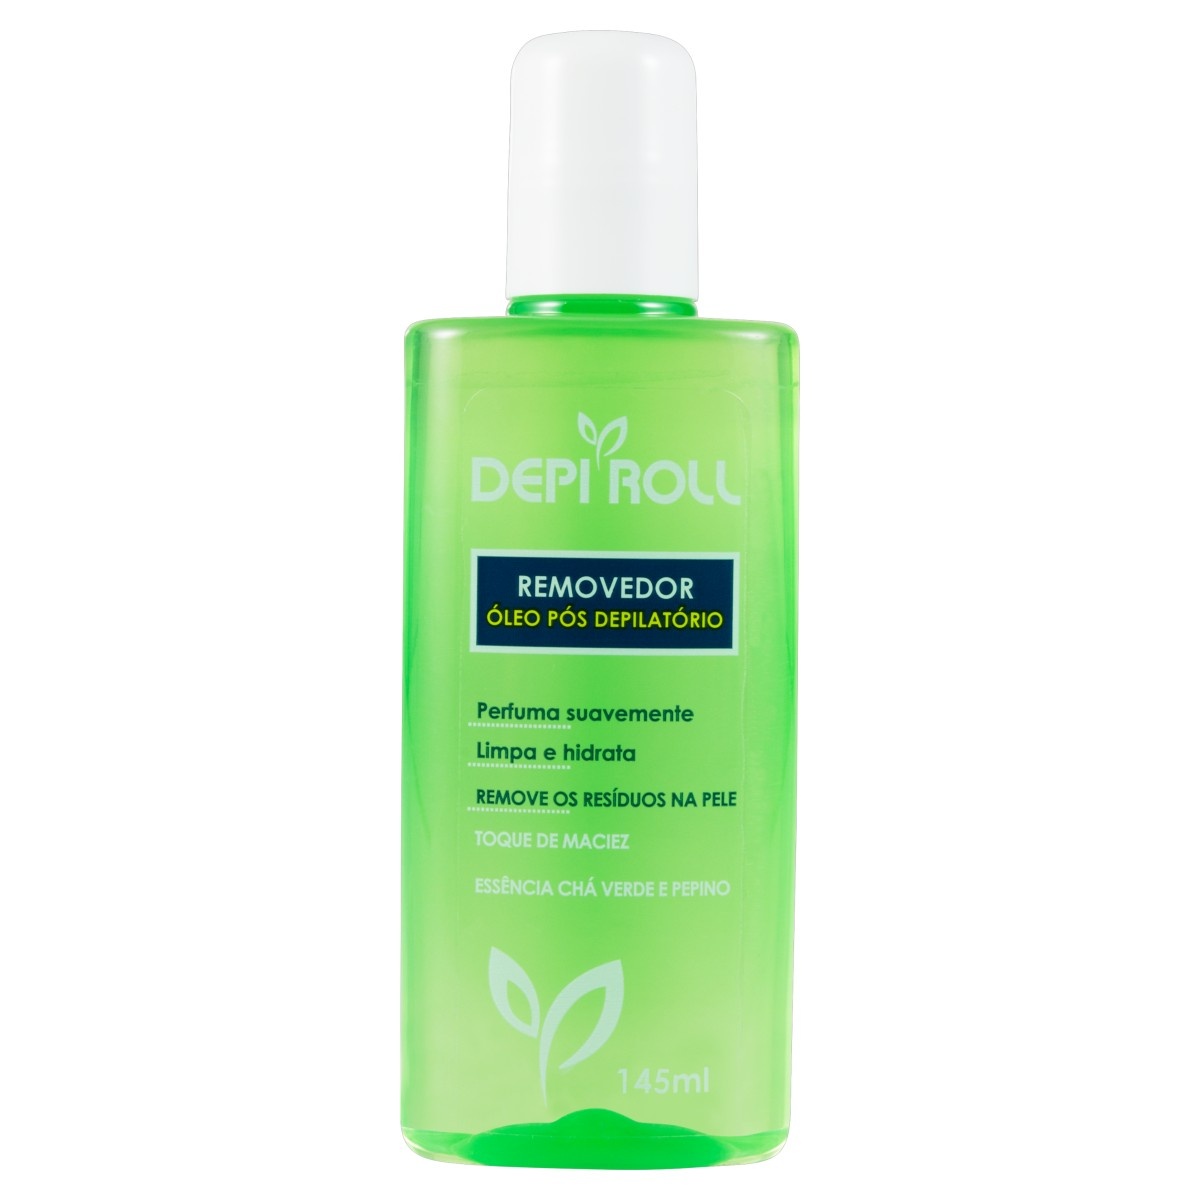 DEPI ROLL
REMOVEDOR
ÓLEO PÓS DEPILATÓRIO
Perfuma suavemente
Limpa e hidrata
REMOVE OS RESÍDUOS NA PELE
TOQUE DE MACIEZ
ESSÊNCIA CHÁ VERDE E PEPINO
145ml